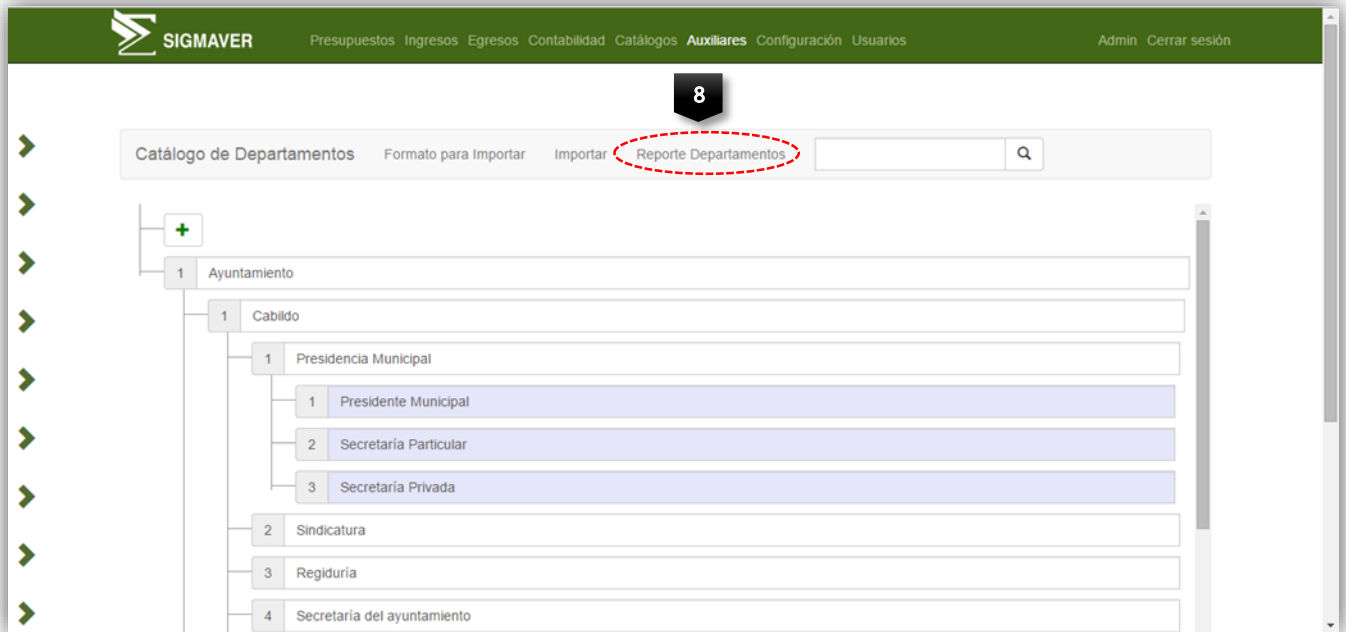 SIGMAVER Presupuestos Ingresos Egresos Contabilidad Catálogos Auxiliares Configuración Usuarios Admin Cerrar sesión
8
Catálogo de Departamentos Formato para Importar Importar Reporte Departamentos
+
1 Ayuntamiento
1 Cabildo
1 Presidencia Municipal
1 Presidente Municipal
2 Secretaría Particular
3 Secretaría Privada
2 Sindicatura
3 Regiduría
4 Secretaría del ayuntamiento